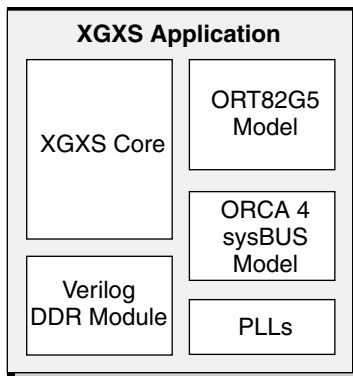 XGXS Application
XGXS Core
ORT82G5
Model
ORCA 4
sysBUS
Model
Verilog
DDR Module
PLLs